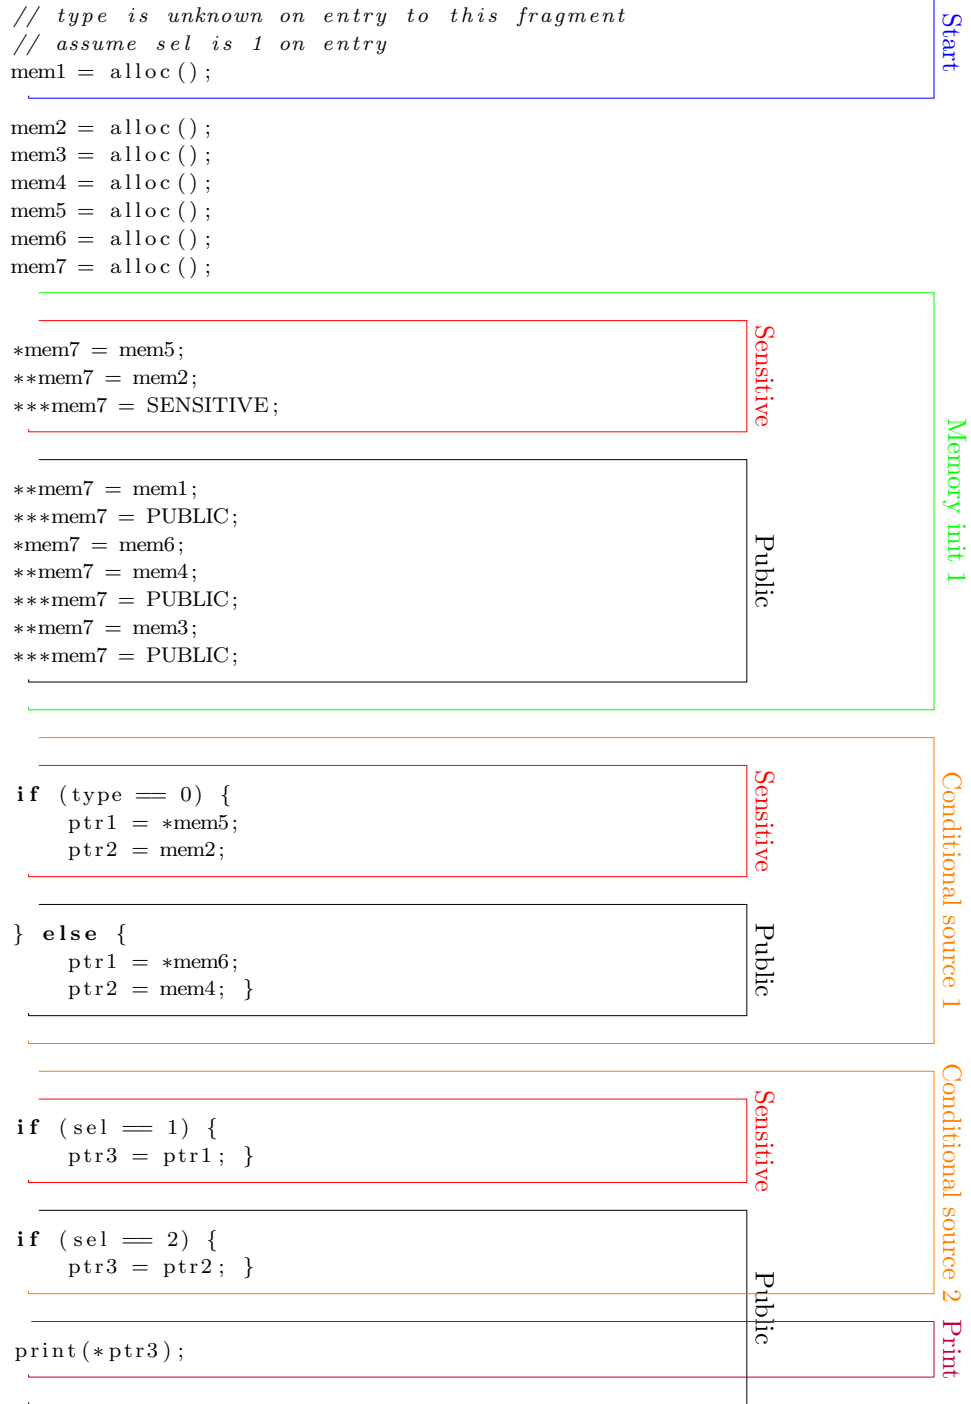 // type is unknown on entry to this fragment
// assume sel is 1 on entry
mem1 = alloc();
Start
mem2 = alloc();
mem3 = alloc();
mem4 = alloc();
mem5 = alloc();
mem6 = alloc();
mem7 = alloc();
*mem7 = mem5;
**mem7 = mem2;
***mem7 = SENSITIVE;
Sensitive
**mem7 = mem1;
***mem7 = PUBLIC;
*mem7 = mem6;
**mem7 = mem4;
***mem7 = PUBLIC;
**mem7 = mem3;
***mem7 = PUBLIC;
Public
Memory init 1
if (type == 0) {
ptr1 = *mem5;
ptr2 = mem2;
Sensitive
} else {
ptr1 = *mem6;
ptr2 = mem4; }
Public
Conditional source 1
if (sel == 1) {
ptr3 = ptr1; }
Sensitive
if (sel == 2) {
ptr3 = ptr2; }
Public
Conditional source 2
print(*ptr3);
Print